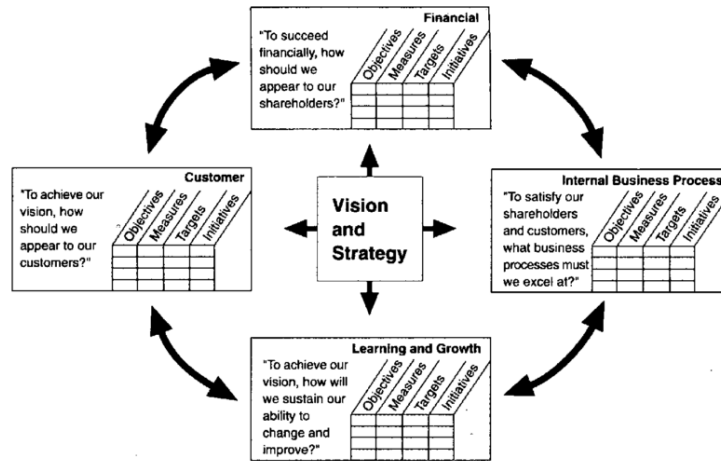 Financial
"To succeed
financially, how
should we
appear to our
shareholders?"
Objectives
Measures
Targets
Initiatives
Customer
"To achieve our
vision, how
should we
appear to our
customers?"
Objectives
Measures
Targets
Initiatives
Vision
and
Strategy
Internal Business Process
"To satisfy our
shareholders
and customers,
what business
processes must
we excel at?"
Objectives
Measures
Targets
Initiatives
Learning and Growth
"To achieve our
vision, how will
we sustain our
ability to
change and
improve?"
Objectives
Measures
Targets
Initiatives